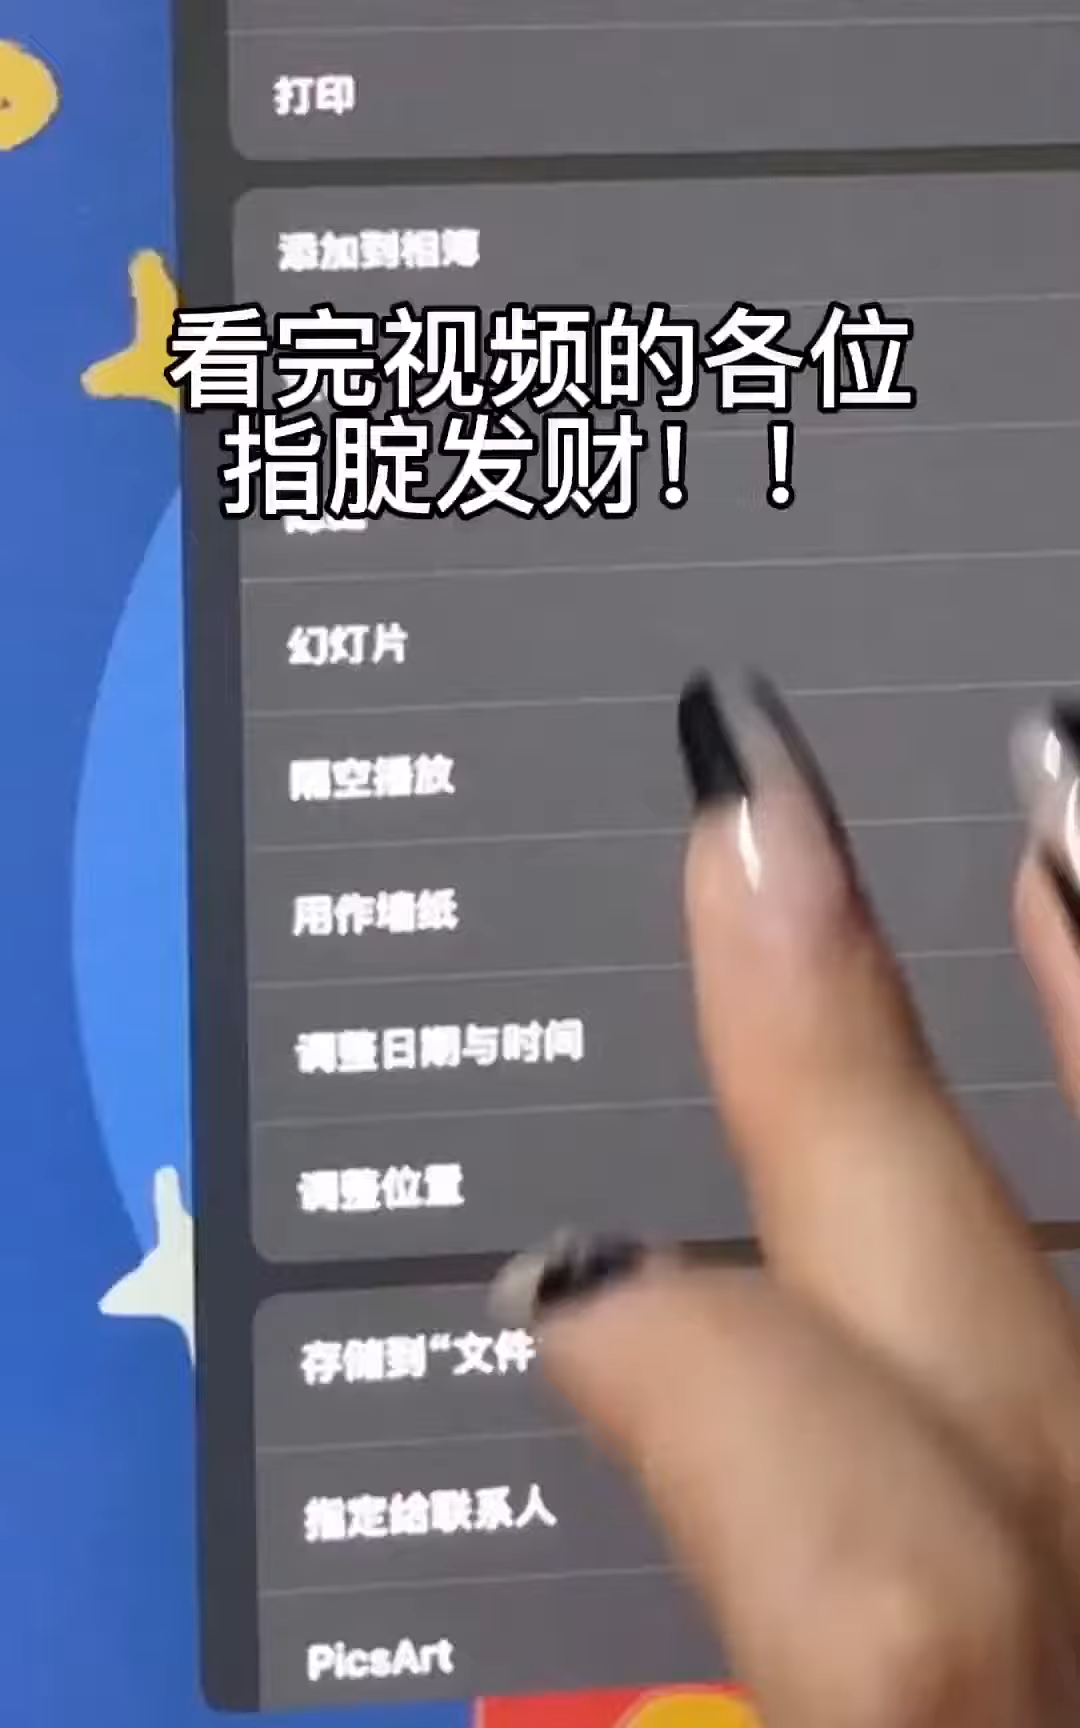 打印
添加到相簿
看完视频的各位
指腚发财！！
幻灯片
隔空播放
用作墙纸
调整日期与时间
调整位置
存储到“文件
指定给联系人
PicsArt